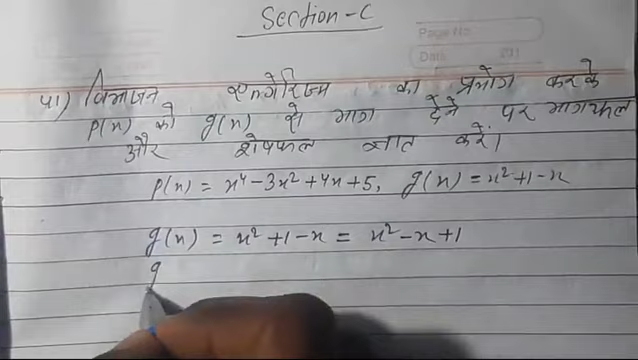 Section-C
Page No
Date
41) विभाजन एल्गोरिज्म का प्रयोग करके
p(x) को g(x) से भाग देने पर भागफल
और शेषफल ज्ञात करें।
p(x) = x⁴-3x²+4x+5, g(x) = x²+1-x
g(x) = x²+1-x = x²-x+1
g